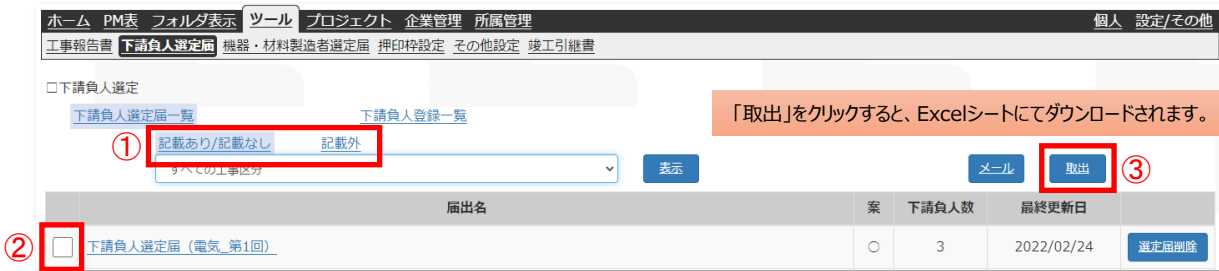 ホーム PM表 フォルダ表示 ツール プロジェクト 企業管理 所属管理 個人 設定/その他
工事報告書 下請負人選定届 機器・材料製造者選定届 押印枠設定 その他設定 竣工引継書
□下請負人選定
下請負人選定届一覧 下請負人登録一覧
「取出」をクリックすると、Excelシートにてダウンロードされます。
① 記載あり/記載なし 記載外
すべての工事区分 表示 メール 取出 ③
届出名 案 下請負人数 最終更新日
② 下請負人選定届（電気_第1回） ○ 3 2022/02/24 選定届削除